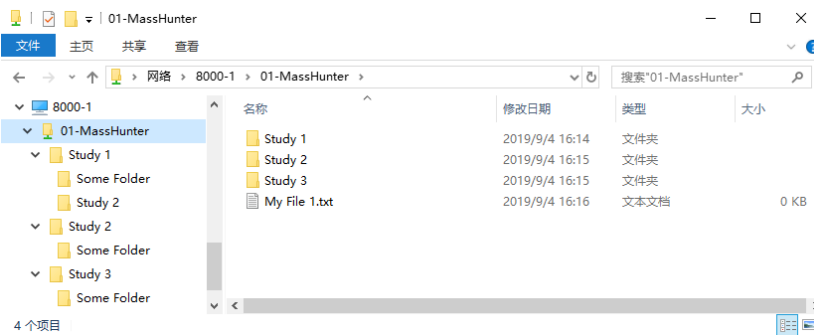 01-MassHunter
文件 主页 共享 查看
网络 8000-1 01-MassHunter 搜索"01-MassHunter"
8000-1
01-MassHunter
Study 1
Some Folder
Study 2
Study 2
Some Folder
Study 3
Some Folder
名称 修改日期 类型 大小
Study 1 2019/9/4 16:14 文件夹
Study 2 2019/9/4 16:15 文件夹
Study 3 2019/9/4 16:15 文件夹
My File 1.txt 2019/9/4 16:16 文本文档 0 KB
4 个项目